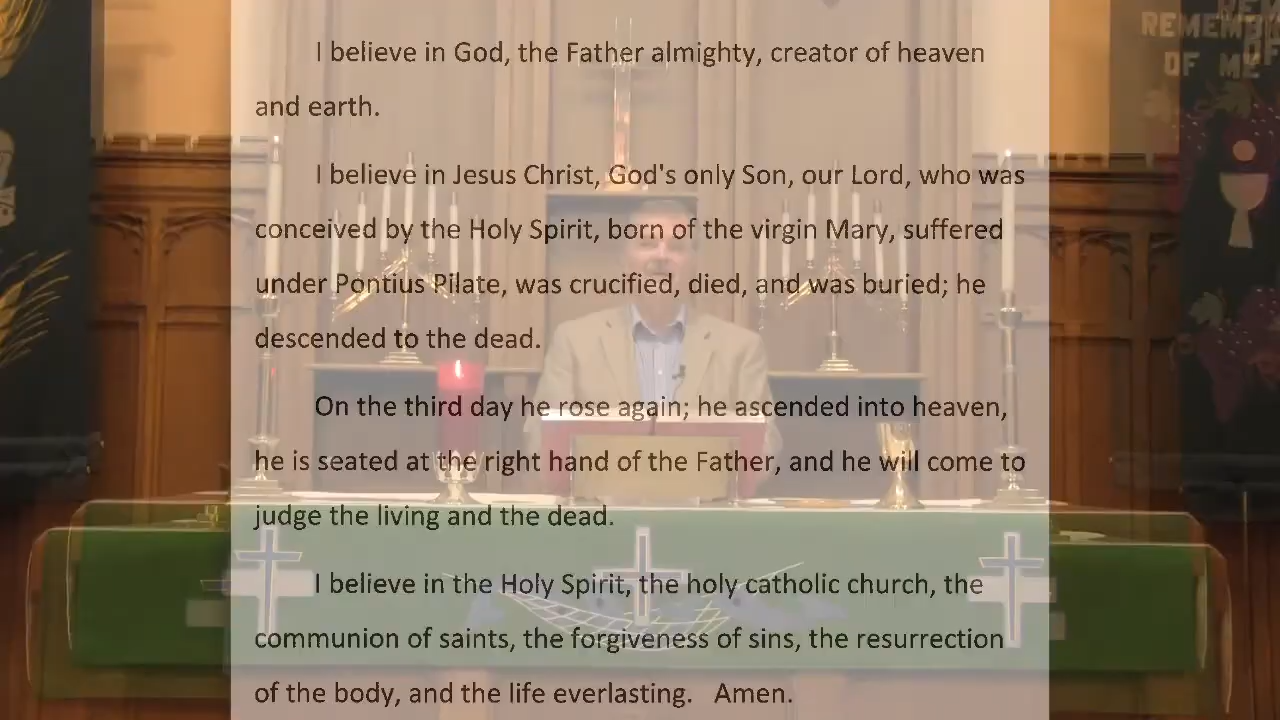 I believe in God, the Father almighty, creator of heaven
and earth.
I believe in Jesus Christ, God's only Son, our Lord, who was
conceived by the Holy Spirit, born of the virgin Mary, suffered
under Pontius Pilate, was crucified, died, and was buried; he
descended to the dead.
On the third day he rose again; he ascended into heaven,
he is seated at the right hand of the Father, and he will come to
judge the living and the dead.
I believe in the Holy Spirit, the holy catholic church, the
communion of saints, the forgiveness of sins, the resurrection
of the body, and the life everlasting.   Amen.
REMEMB
OF ME